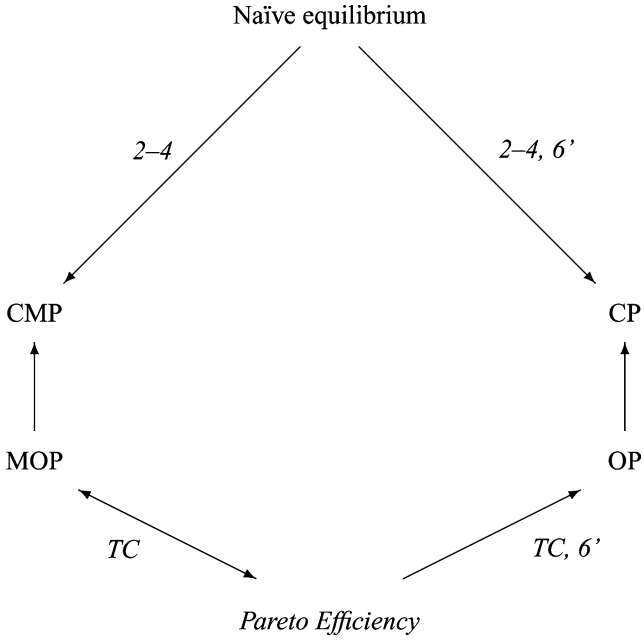 Naïve equilibrium
2–4
2–4, 6’
CMP
CP
MOP
OP
TC
TC, 6’
Pareto Efficiency